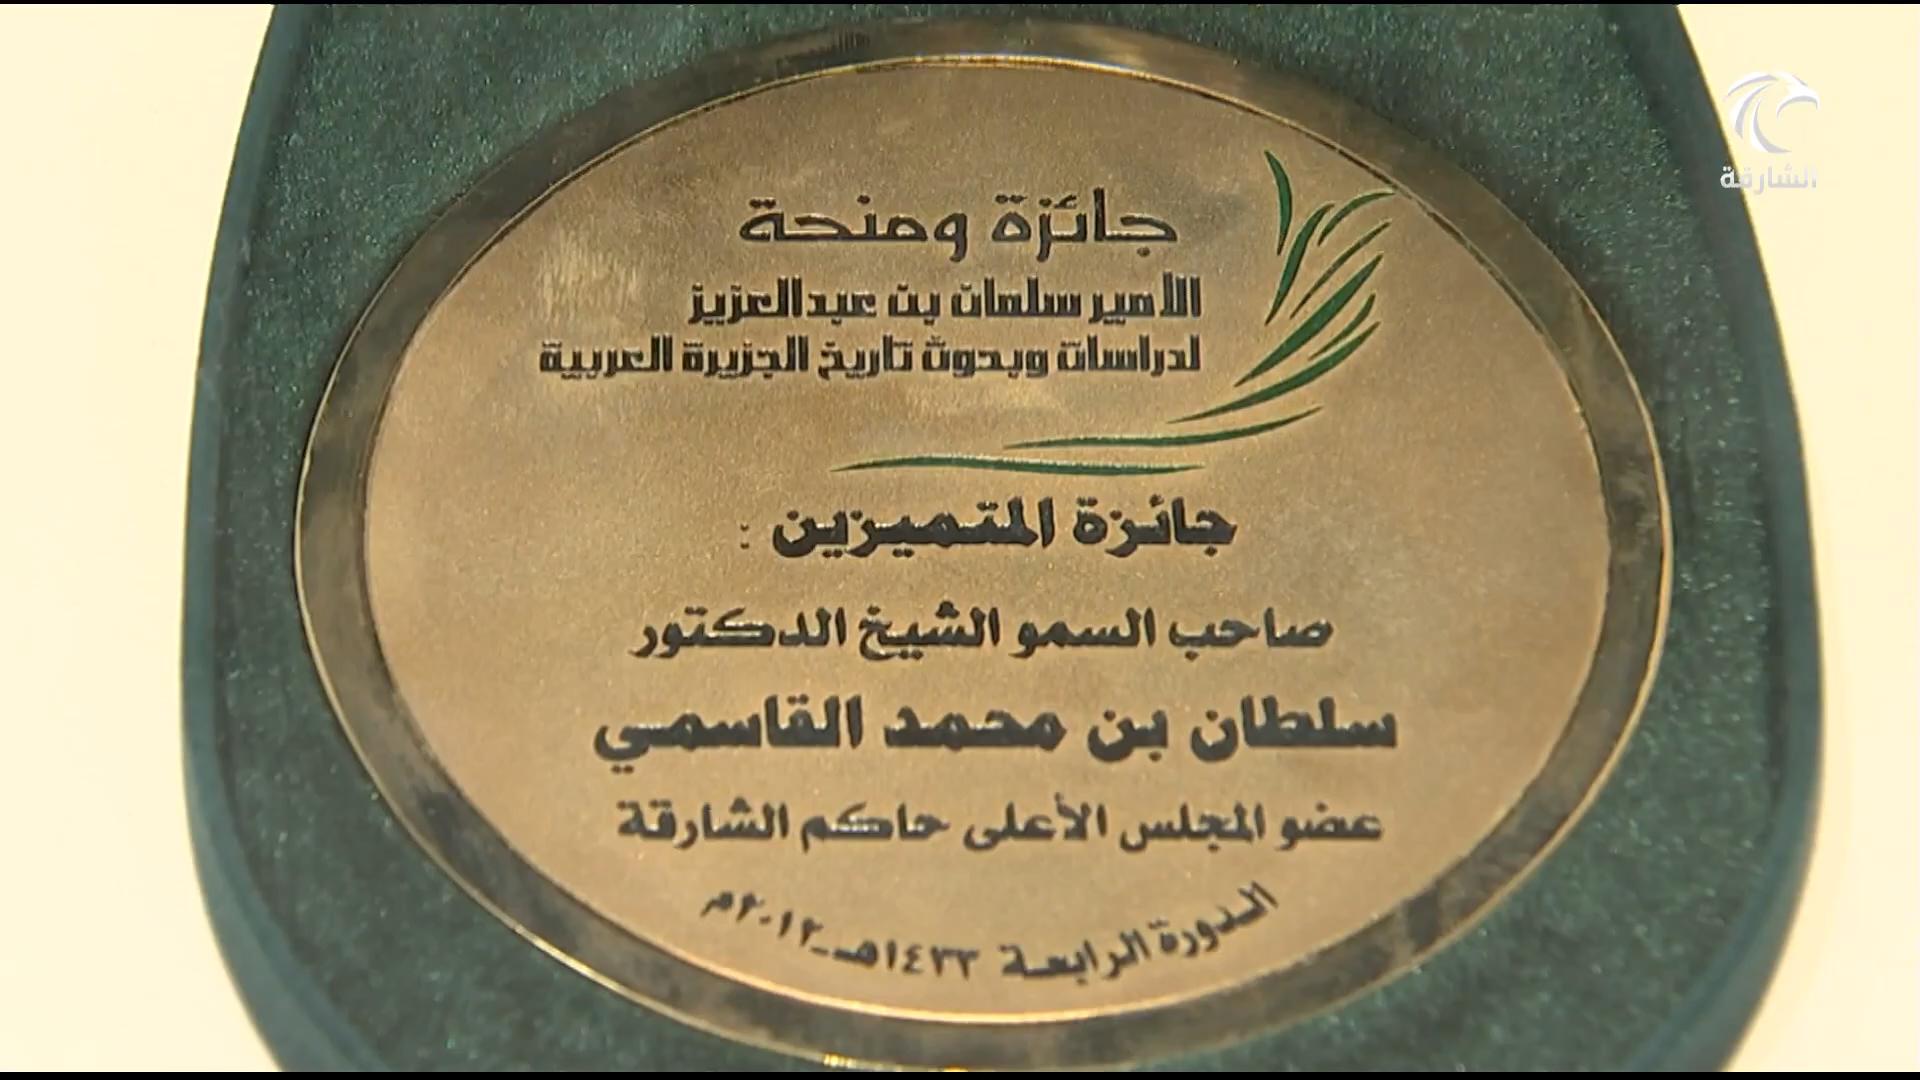 الشارقة
جائزة ومنحة
الأمير سلمان بن عبدالعزيز
لدراسات وبحوث تاريخ الجزيرة العربية
جائزة المتميزين :
صاحب السمو الشيخ الدكتور
سلطان بن محمد القاسمي
عضو المجلس الأعلى حاكم الشارقة
الدورة الرابعة ١٤٣٣هـ-٢٠١٢م